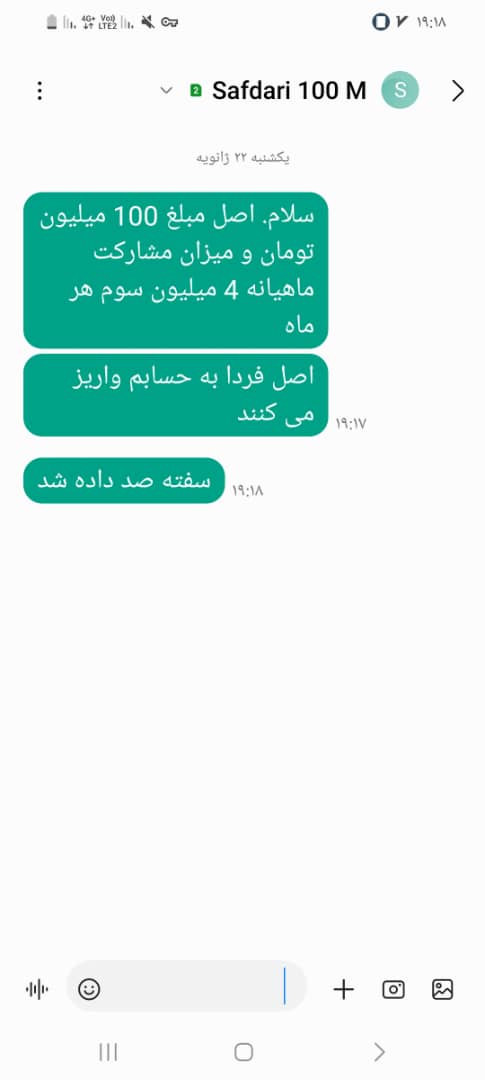 4G+ Vo)) LTE2 ۱۹:۱۸
Safdari 100 M
2
S
یکشنبه ۲۲ ژانویه
سلام. اصل مبلغ 100 میلیون
تومان و میزان مشارکت
ماهیانه 4 میلیون سوم هر
ماه
اصل فردا به حسابم واریز
می کنند
۱۹:۱۷
سفته صد داده شد
۱۹:۱۸